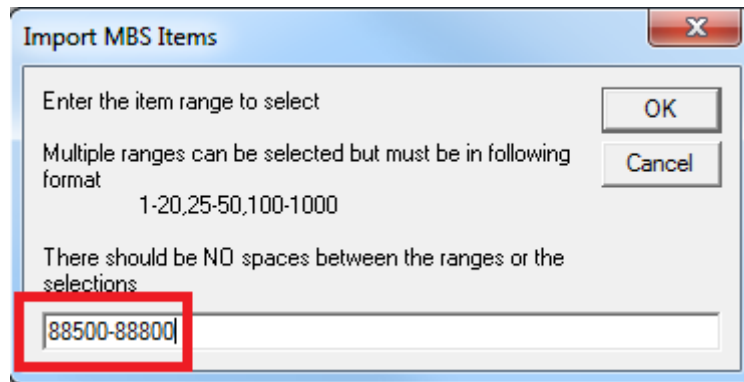 Import MBS Items
Enter the item range to select
OK
Multiple ranges can be selected but must be in following
format
Cancel
1-20,25-50,100-1000
There should be NO spaces between the ranges or the
selections
88500-88800